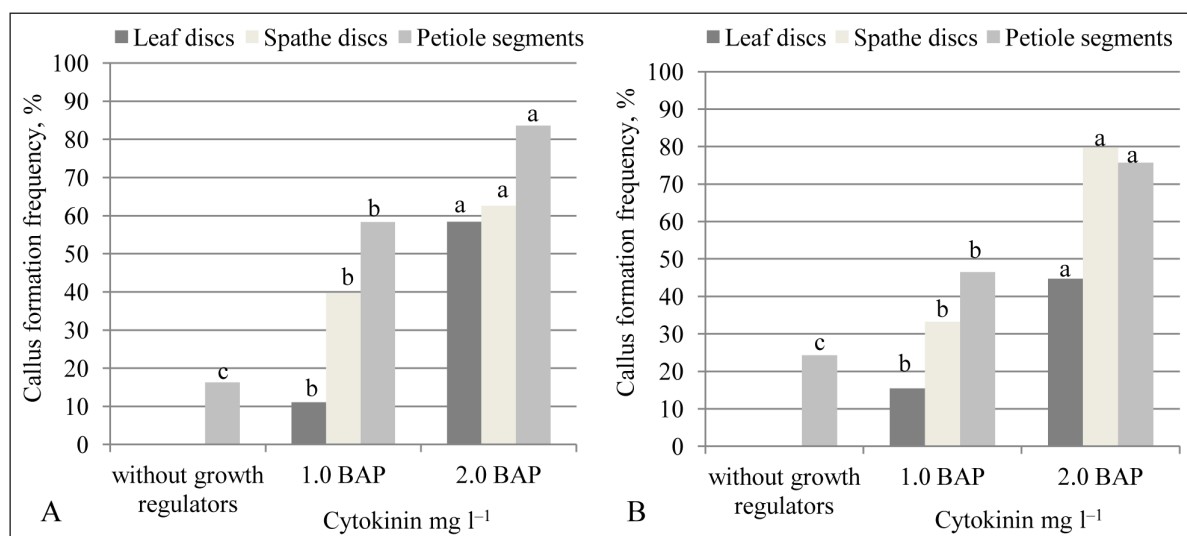 Leaf discs Spathe discs Petiole segments
Callus formation frequency, %
100
90
80
70
60
50
40
30
20
10
0
c
b
b
b
a
a
a
without growth
regulators
1.0 BAP
2.0 BAP
Cytokinin mg l⁻¹
A
Leaf discs Spathe discs Petiole segments
Callus formation frequency, %
100
90
80
70
60
50
40
30
20
10
0
c
b
b
b
a
a
a
without growth
regulators
1.0 BAP
2.0 BAP
Cytokinin mg l⁻¹
B